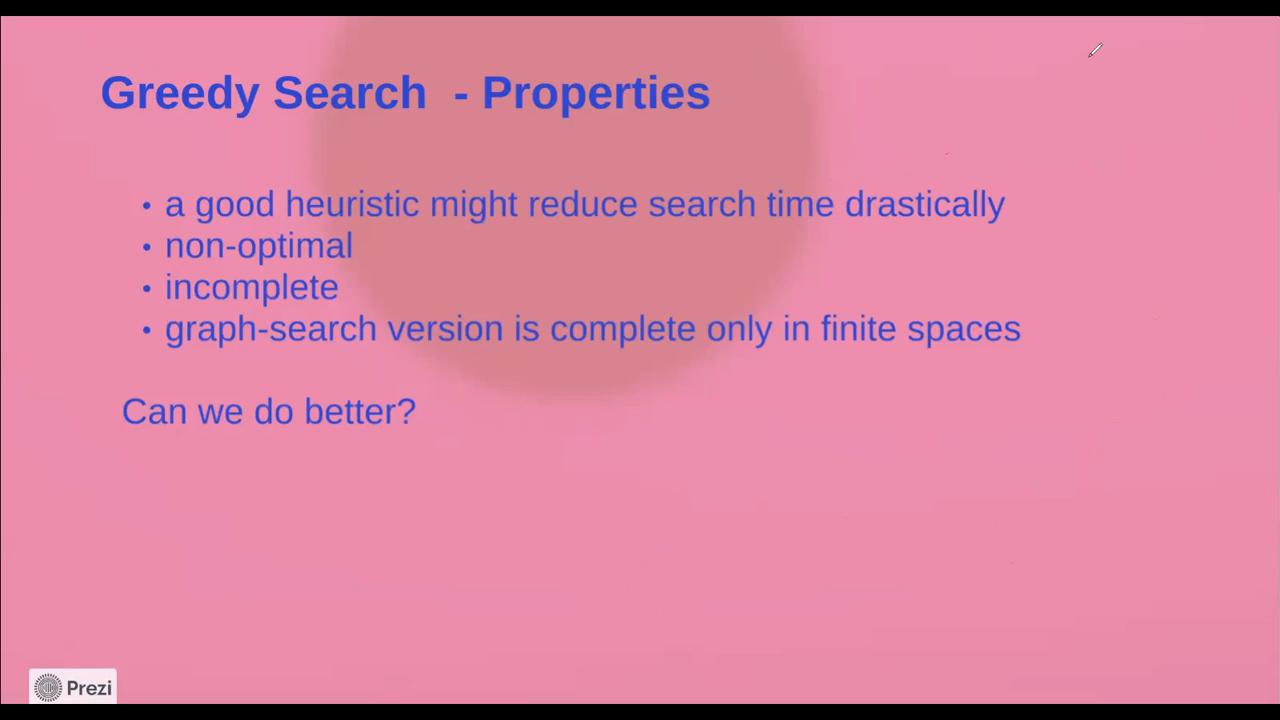 Greedy Search - Properties
• a good heuristic might reduce search time drastically
• non-optimal
• incomplete
• graph-search version is complete only in finite spaces
Can we do better?
Prezi